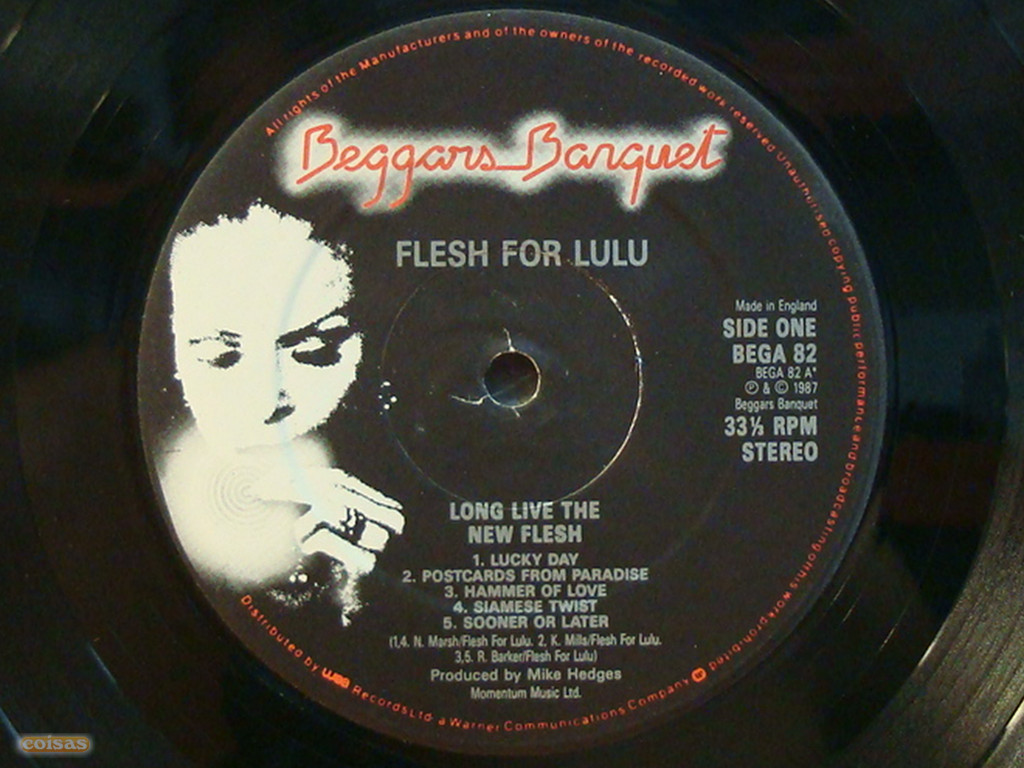 All rights of the Manufacturers and of the owners of the recorded work reserved Unauthorised copying public performance and broadcasting of this work prohibited
Beggars Banquet
FLESH FOR LULU
Made in England
SIDE ONE
BEGA 82
BEGA 82 A*
℗ & © 1987
Beggars Banquet
33⅓ RPM
STEREO
LONG LIVE THE
NEW FLESH
1. LUCKY DAY
2. POSTCARDS FROM PARADISE
3. HAMMER OF LOVE
4. SIAMESE TWIST
5. SOONER OR LATER
(1,4. N. Marsh/Flesh For Lulu. 2, K. Mills/Flesh For Lulu.
3,5. R. Barker/Flesh For Lulu)
Produced by Mike Hedges
Momentum Music Ltd.
Distributed by wea Records Ltd. a Warner Communications Company
coisas